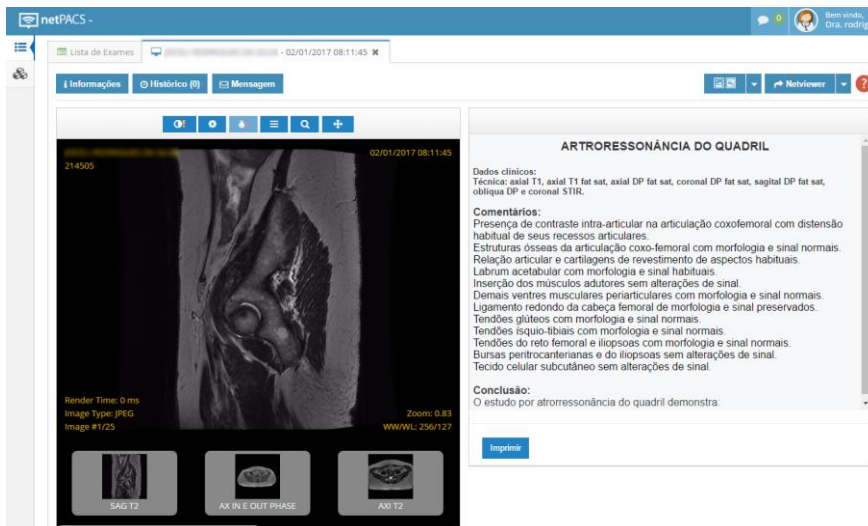 netPACS -
0
Bem vindo,
Dra. rodrig
Lista de Exames
- 02/01/2017 08:11:45 ✖
i Informações
Histórico (0)
Mensagem
Netviewer
?
02/01/2017 08:11:45
214505
Render Time: 0 ms
Image Type: JPEG
Image #1/25
Zoom: 0.83
WW/WL: 256/127
SAG T2
AX IN E OUT PHASE
AXI T2
ARTRORESSONÂNCIA DO QUADRIL
Dados clínicos:
Técnica: axial T1, axial T1 fat sat, axial DP fat sat, coronal DP fat sat, sagital DP fat sat,
oblíqua DP e coronal STIR.
Comentários:
Presença de contraste intra-articular na articulação coxofemoral com distensão
habitual de seus recessos articulares.
Estruturas ósseas da articulação coxo-femoral com morfologia e sinal normais.
Relação articular e cartilagens de revestimento de aspectos habituais.
Labrum acetabular com morfologia e sinal habituais.
Inserção dos músculos adutores sem alterações de sinal.
Demais ventres musculares periarticulares com morfologia e sinal normais.
Ligamento redondo da cabeça femoral de morfologia e sinal preservados.
Tendões glúteos com morfologia e sinal normais.
Tendões ísquio-tibiais com morfologia e sinal normais.
Tendões do reto femoral e iliopsoas com morfologia e sinal normais.
Bursas peritrocanterianas e do iliopsoas sem alterações de sinal.
Tecido celular subcutâneo sem alterações de sinal.
Conclusão:
O estudo por atrorressonância do quadril demonstra:
Imprimir